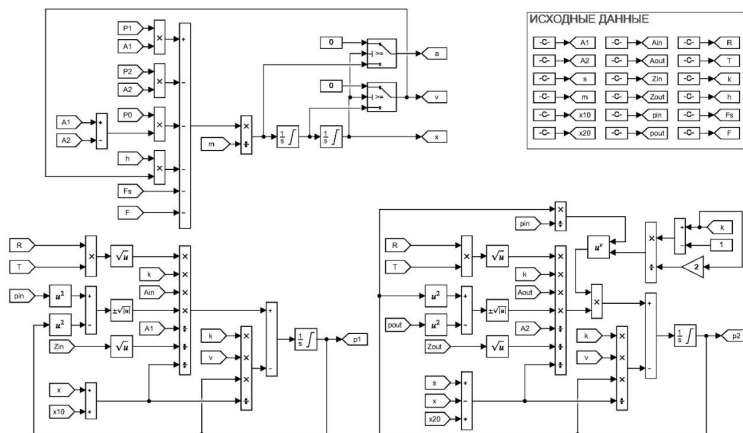 ИСХОДНЫЕ ДАННЫЕ
-C- A1 -C- Ain -C- R
-C- A2 -C- Aout -C- T
-C- s -C- Zin -C- k
-C- m -C- Zout -C- h
-C- x10 -C- pin -C- Fs
-C- x20 -C- pout -C- F
P1
A1
×
+
P2
A2
×
−
P0
A1 +
A2 −
×
−
h
×
−
Fs
−
F
−
m
×
÷
1/s ∫
1/s ∫
0
>=
a
0
>=
v
x
R
T
×
√u
×
k
×
pin
u²
+
Ain
×
u²
−
±√|u|
×
A1
÷
Zin
√u
÷
x
+
x10
+
÷
k
×
v
×
×
÷
+
−
1/s ∫
p1
×
pin
÷
uᵛ
×
÷
+
−
k
1
2
R
T
×
√u
×
k
×
Aout
×
u²
+
pout
u²
−
±√|u|
×
A2
÷
Zout
√u
÷
÷
×
s
+
x
−
x20
+
k
×
v
×
×
÷
+
−
1/s ∫
p2